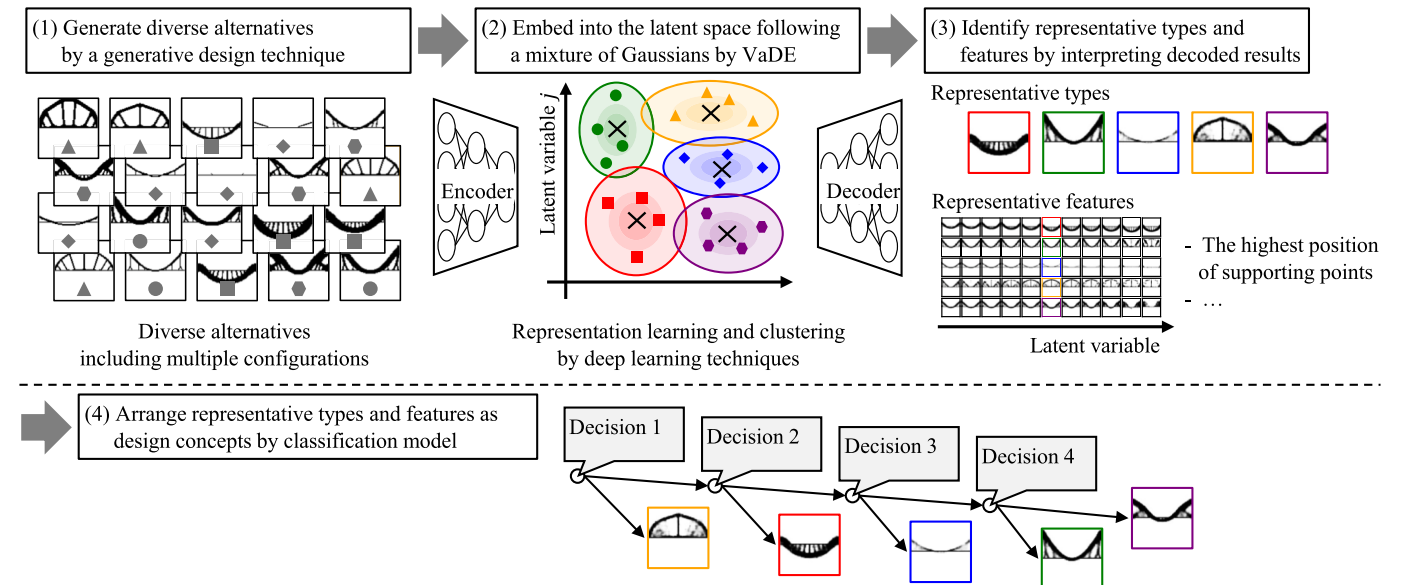 (1) Generate diverse alternatives
by a generative design technique
(2) Embed into the latent space following
a mixture of Gaussians by VaDE
(3) Identify representative types and
features by interpreting decoded results
Encoder
Latent variable j
Decoder
Representative types
Representative features
- The highest position
of supporting points
- …
Latent variable
Diverse alternatives
including multiple configurations
Representation learning and clustering
by deep learning techniques
(4) Arrange representative types and features as
design concepts by classification model
Decision 1
Decision 2
Decision 3
Decision 4